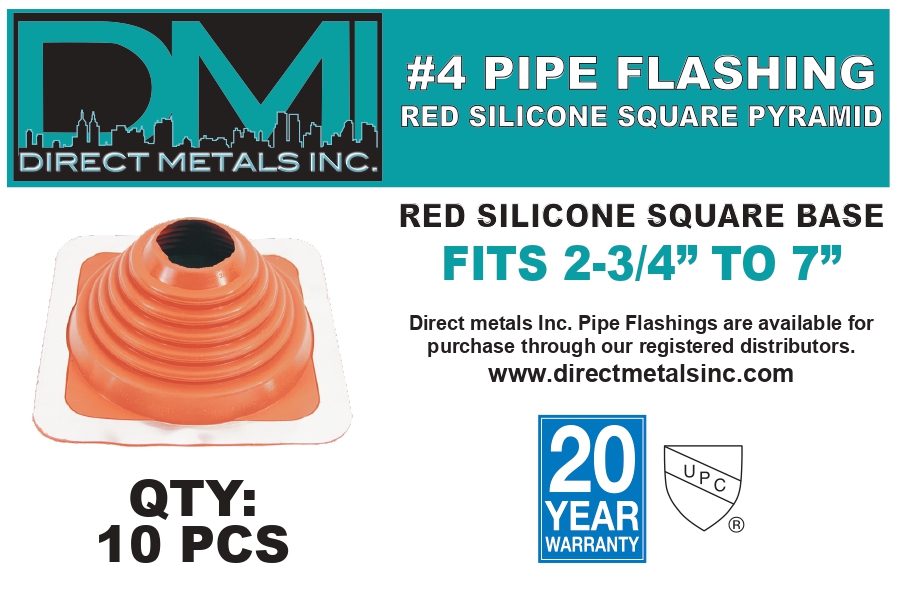 DMI
DIRECT METALS INC.
#4 PIPE FLASHING
RED SILICONE SQUARE PYRAMID
RED SILICONE SQUARE BASE
FITS 2-3/4” TO 7”
Direct metals Inc. Pipe Flashings are available for
purchase through our registered distributors.
www.directmetalsinc.com
QTY:
10 PCS
20
YEAR
WARRANTY
UPC
®